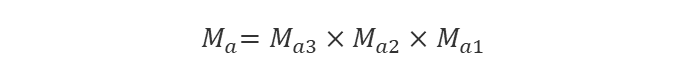 Mₐ= Mₐ₃ × Mₐ₂ × Mₐ₁